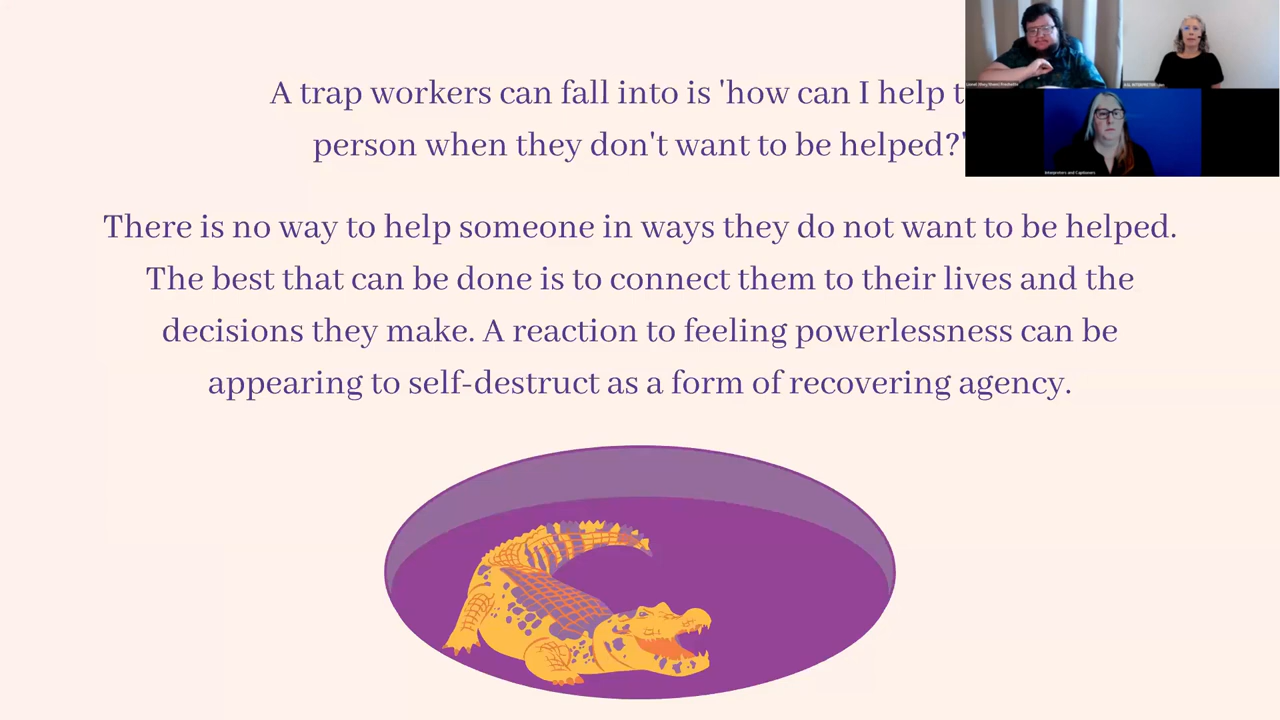 A trap workers can fall into is 'how can I help
person when they don't want to be helped?'
There is no way to help someone in ways they do not want to be helped.
The best that can be done is to connect them to their lives and the
decisions they make. A reaction to feeling powerlessness can be
appearing to self-destruct as a form of recovering agency.
Interpreters and Captioners